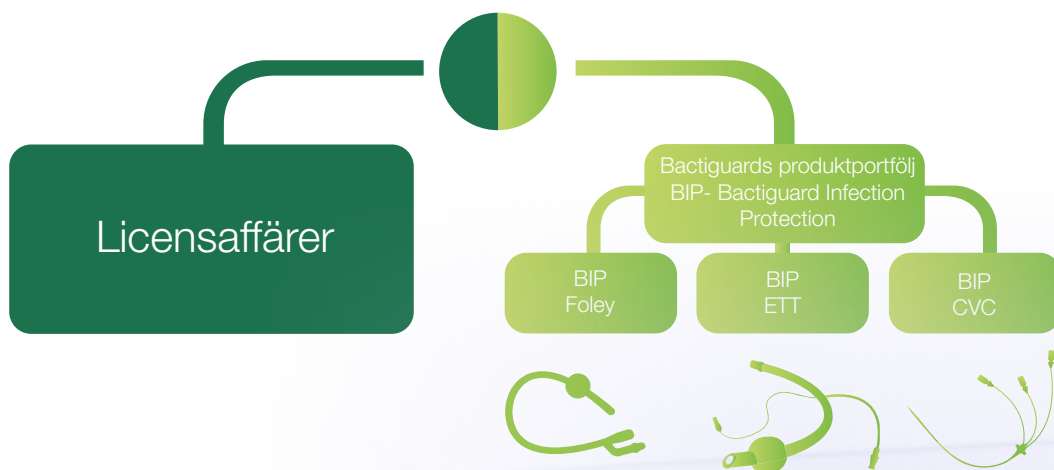 Licensaffärer
Bactiguards produktportfölj
BIP- Bactiguard Infection
Protection
BIP
Foley
BIP
ETT
BIP
CVC